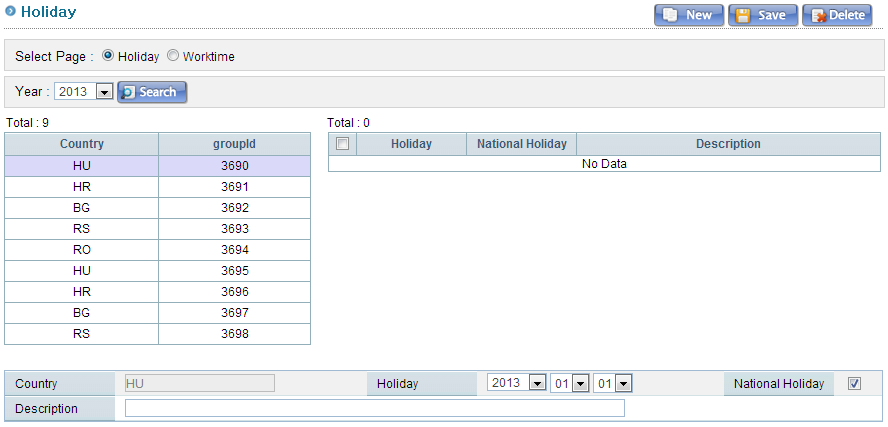 Holiday
New Save Delete
Select Page : Holiday Worktime
Year : 2013 Search
Total : 9
Country groupId
HU 3690
HR 3691
BG 3692
RS 3693
RO 3694
HU 3695
HR 3696
BG 3697
RS 3698
Total : 0
Holiday National Holiday Description
No Data
Country HU Holiday 2013 01 01 National Holiday
Description